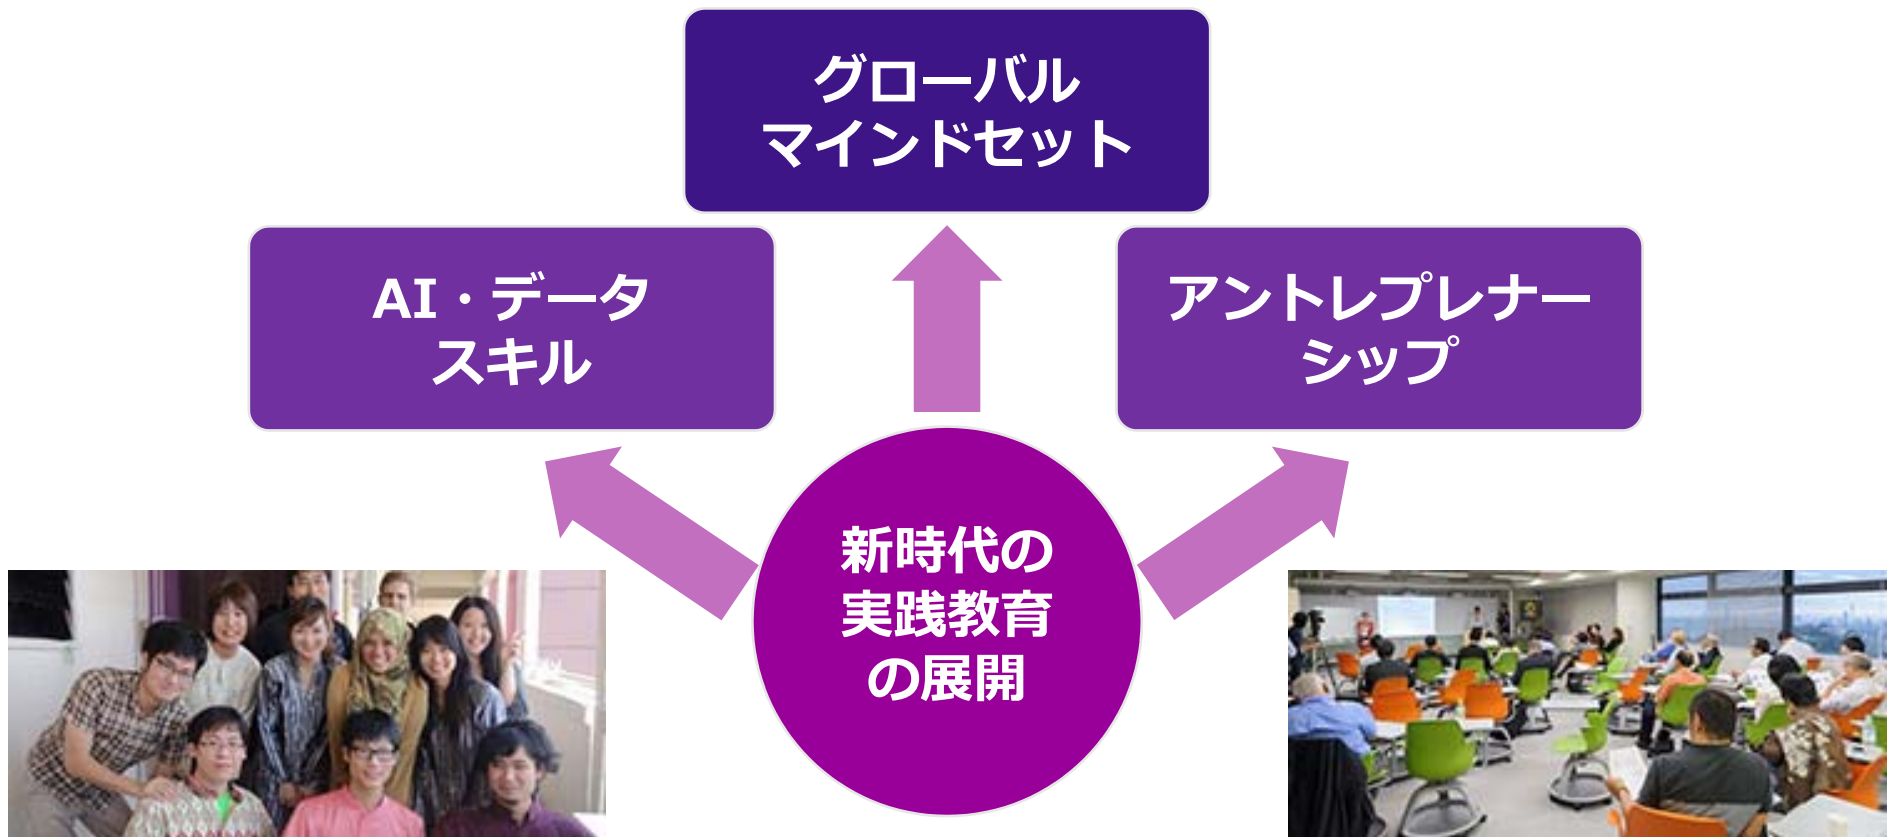 グローバル
マインドセット
AI・データ
スキル
アントレプレナー
シップ
新時代の
実践教育
の展開